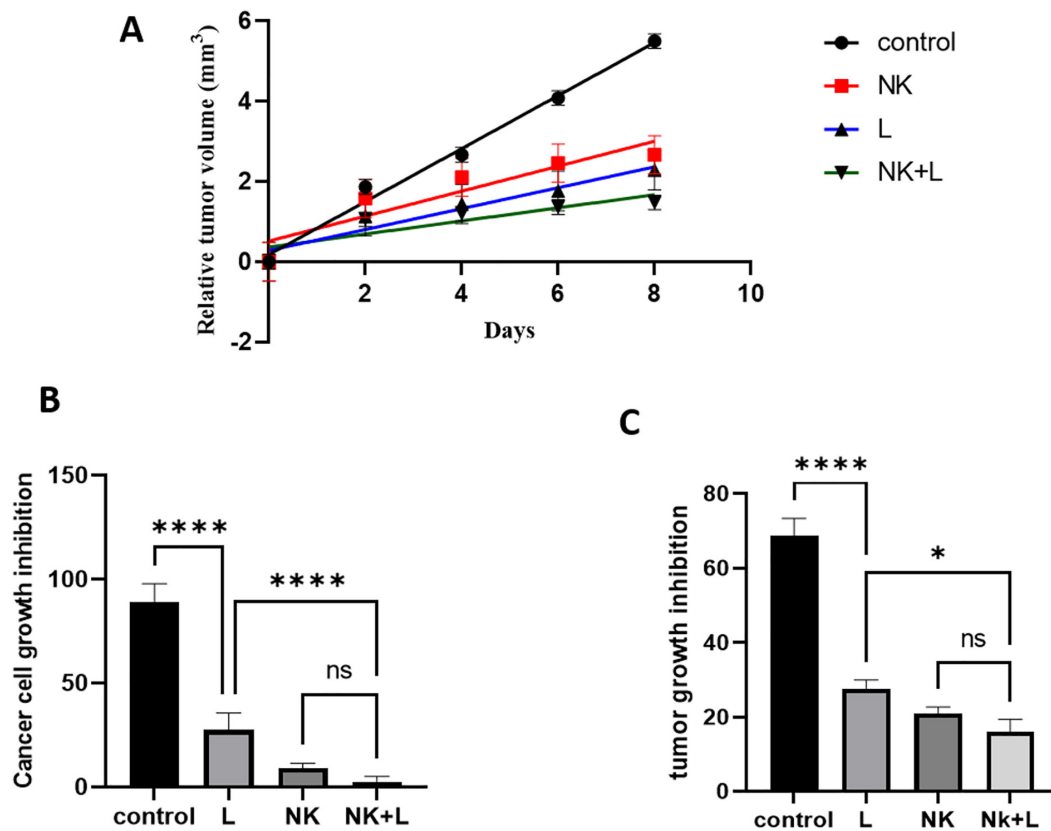 A
Relative tumor volume (mm³)
6
4
2
0
-2
2
4
6
8
10
Days
control
NK
L
NK+L
B
Cancer cell growth inhibition
150
100
50
0
****
****
ns
control
L
NK
NK+L
C
tumor growth inhibition
80
60
40
20
0
****
*
ns
control
L
NK
Nk+L